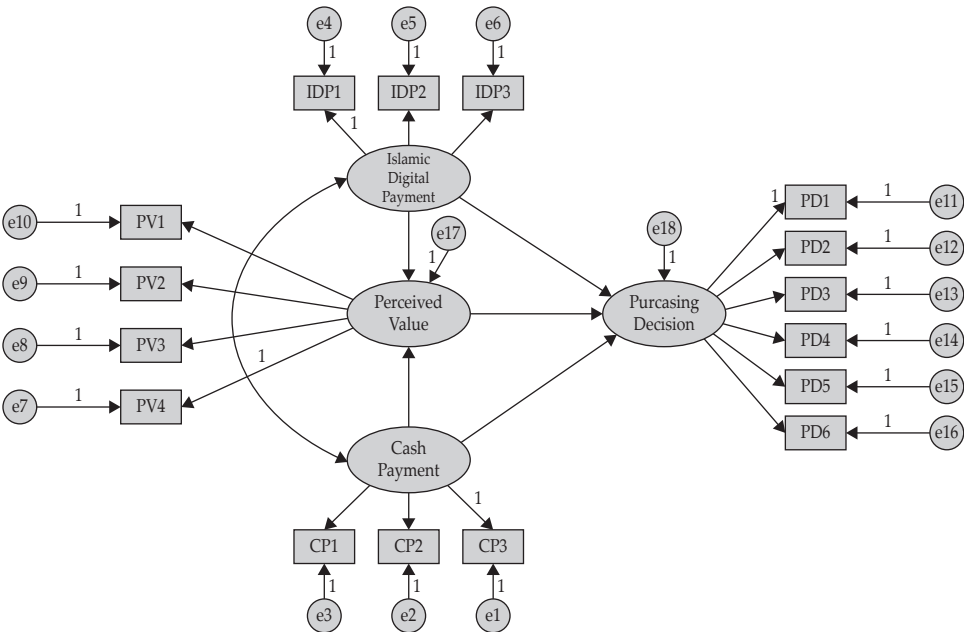 e4
e5
e6
1
1
1
IDP1
IDP2
IDP3
1
Islamic
Digital
Payment
e10
1
PV1
e17
1
e18
1
1
PD1
1
e11
PD2
1
e12
e9
1
PV2
Perceived
Value
Purcasing
Decision
PD3
1
e13
e8
1
PV3
1
PD4
1
e14
e7
1
PV4
PD5
1
e15
PD6
1
e16
Cash
Payment
1
CP1
CP2
CP3
1
1
1
e3
e2
e1